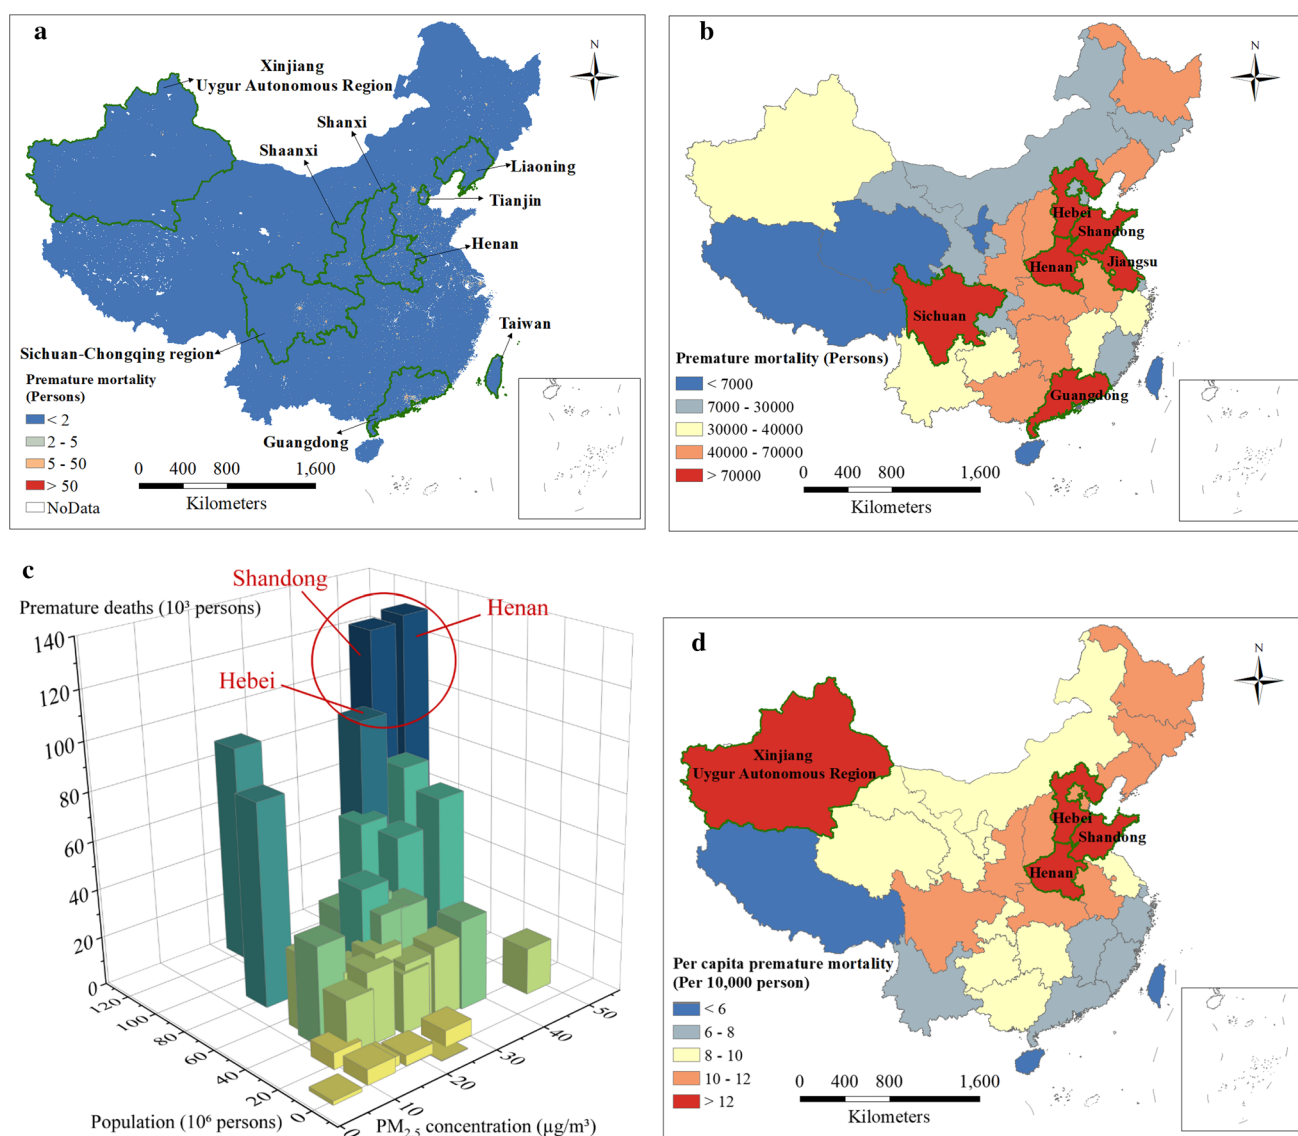 a
N
Xinjiang
Uygur Autonomous Region
Shanxi
Shaanxi
Liaoning
Tianjin
Henan
Taiwan
Sichuan-Chongqing region
Guangdong
Premature mortality
(Persons)
< 2
2 - 5
5 - 50
> 50
NoData
0 400 800 1,600
Kilometers
b
N
Hebei
Shandong
Henan
Jiangsu
Sichuan
Guangdong
Premature mortality (Persons)
< 7000
7000 - 30000
30000 - 40000
40000 - 70000
> 70000
0 400 800 1,600
Kilometers
c
Premature deaths (10³ persons)
Shandong
Henan
Hebei
140
120
100
80
60
40
20
0
120
100
80
60
40
20
0
Population (10⁶ persons)
0
10
20
30
40
50
PM₂.₅ concentration (μg/m³)
d
N
Xinjiang
Uygur Autonomous Region
Hebei
Shandong
Henan
Per capita premature mortality
(Per 10,000 person)
< 6
6 - 8
8 - 10
10 - 12
> 12
0 400 800 1,600
Kilometers